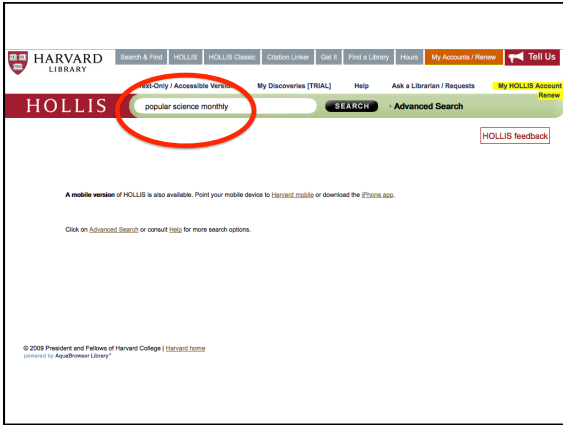 HARVARD
LIBRARY
Search & Find HOLLIS HOLLIS Classic Citation Linker Get It Find a Library Hours My Accounts / Renew Tell Us
Text-Only / Accessible Version My Discoveries [TRIAL] Help Ask a Librarian / Requests My HOLLIS Account
Renew
HOLLIS popular science monthly SEARCH › Advanced Search
HOLLIS feedback
A mobile version of HOLLIS is also available. Point your mobile device to Harvard mobile or download the iPhone app.
Click on Advanced Search or consult Help for more search options.
© 2009 President and Fellows of Harvard College | Harvard home
powered by AquaBrowser Library®